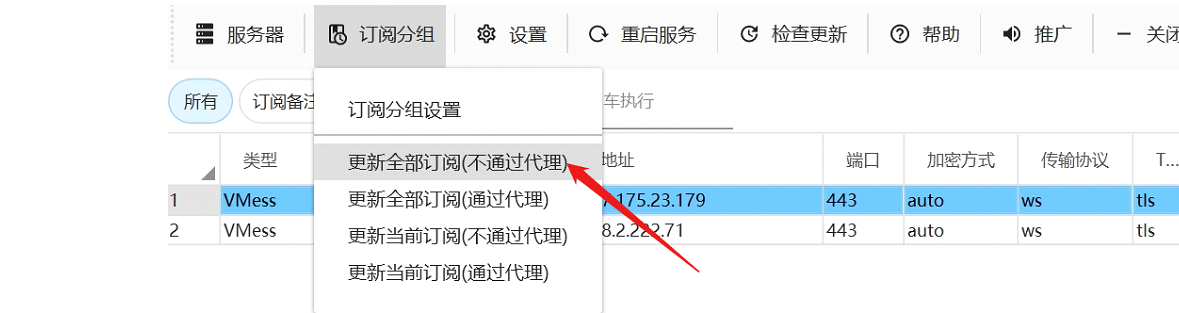 服务器 订阅分组 设置 重启服务 检查更新 帮助 推广 关闭
所有 订阅备注 车执行
订阅分组设置
类型 地址 端口 加密方式 传输协议 T...
更新全部订阅(不通过代理)
1 VMess 175.23.179 443 auto ws tls
更新全部订阅(通过代理)
2 VMess 8.2.222.71 443 auto ws tls
更新当前订阅(不通过代理)
更新当前订阅(通过代理)